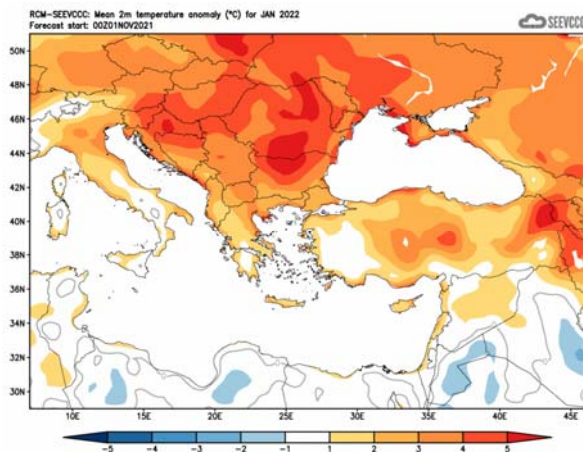 RCM-SEEVCCC: Mean 2m temperature anomaly (°C) for JAN 2022
Forecast start: 00Z01NOV2021
SEEVCCC
50N
48N
46N
44N
42N
40N
38N
36N
34N
32N
30N
10E 15E 20E 25E 30E 35E 40E 45E
-5 -4 -3 -2 -1 1 2 3 4 5